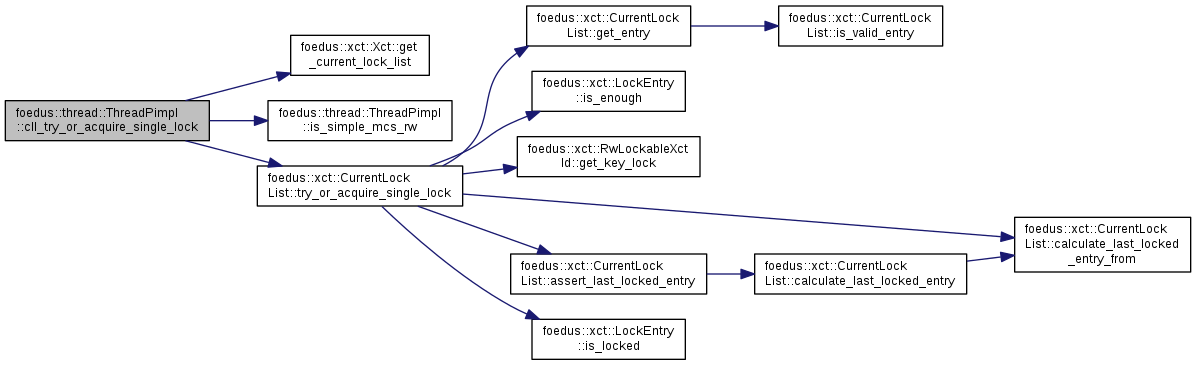 foedus::thread::ThreadPimpl
::cll_try_or_acquire_single_lock
foedus::xct::Xct::get
_current_lock_list
foedus::thread::ThreadPimpl
::is_simple_mcs_rw
foedus::xct::CurrentLock
List::try_or_acquire_single_lock
foedus::xct::CurrentLock
List::get_entry
foedus::xct::CurrentLock
List::is_valid_entry
foedus::xct::LockEntry
::is_enough
foedus::xct::RwLockableXct
Id::get_key_lock
foedus::xct::CurrentLock
List::assert_last_locked_entry
foedus::xct::CurrentLock
List::calculate_last_locked_entry
foedus::xct::CurrentLock
List::calculate_last_locked
_entry_from
foedus::xct::LockEntry
::is_locked